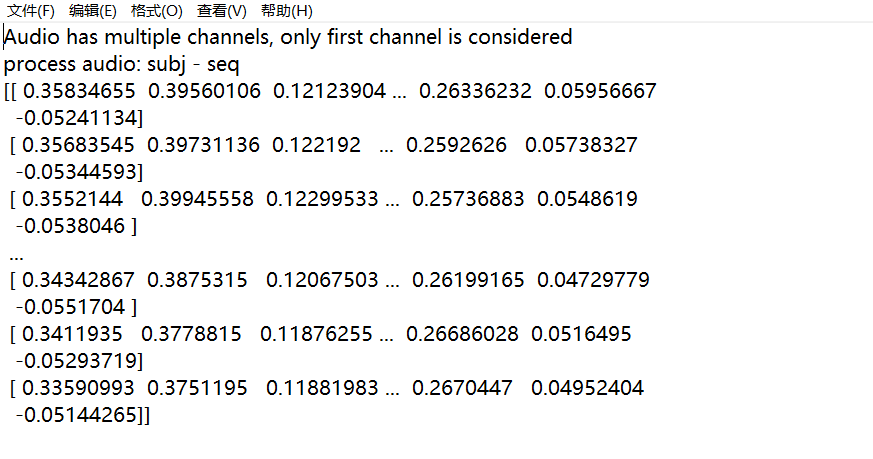 文件(F) 编辑(E) 格式(O) 查看(V) 帮助(H)
Audio has multiple channels, only first channel is considered
process audio: subj - seq
[[ 0.35834655  0.39560106  0.12123904 ...  0.26336232  0.05956667
  -0.05241134]
 [ 0.35683545  0.39731136  0.122192   ...  0.2592626   0.05738327
  -0.05344593]
 [ 0.3552144   0.39945558  0.12299533 ...  0.25736883  0.0548619
  -0.0538046 ]
 ...
 [ 0.34342867  0.3875315   0.12067503 ...  0.26199165  0.04729779
  -0.0551704 ]
 [ 0.3411935   0.3778815   0.11876255 ...  0.26686028  0.0516495
  -0.05293719]
 [ 0.33590993  0.3751195   0.11881983 ...  0.2670447   0.04952404
  -0.05144265]]